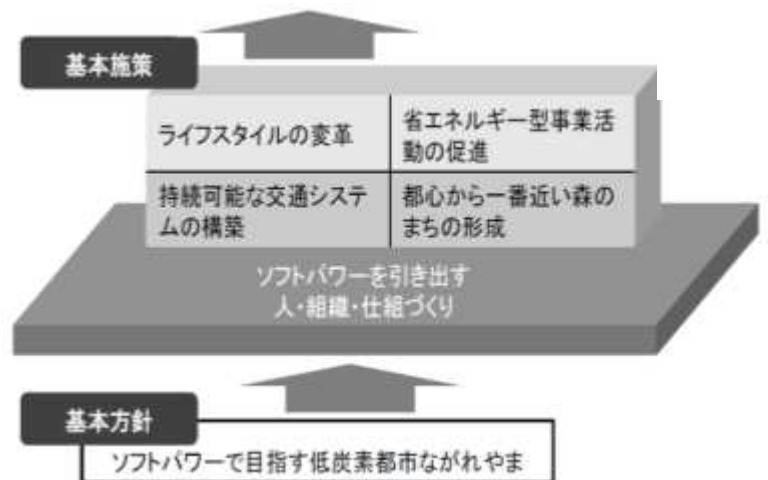 基本施策
ライフスタイルの変革
省エネルギー型事業活
動の促進
持続可能な交通システ
ムの構築
都心から一番近い森の
まちの形成
ソフトパワーを引き出す
人・組織・仕組づくり
基本方針
ソフトパワーで目指す低炭素都市ながれやま